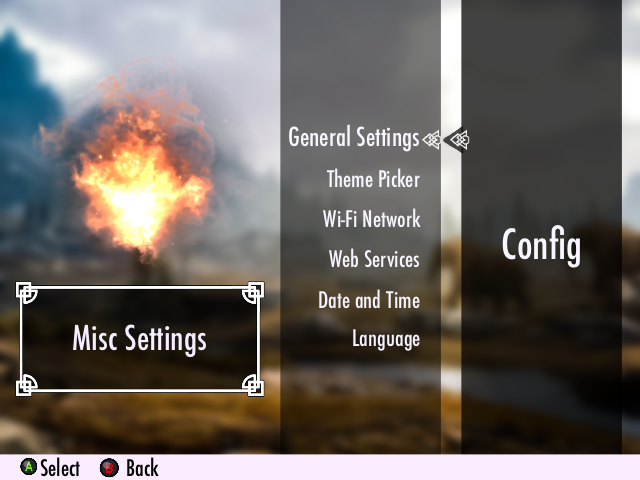 General Settings
Theme Picker
Wi-Fi Network
Web Services
Date and Time
Language
Config
Misc Settings
A Select B Back